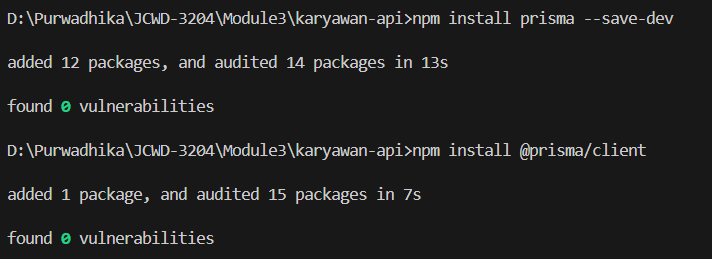 D:\Purwadhika\JCWD-3204\Module3\karyawan-api>npm install prisma --save-dev
added 12 packages, and audited 14 packages in 13s
found 0 vulnerabilities
D:\Purwadhika\JCWD-3204\Module3\karyawan-api>npm install @prisma/client
added 1 package, and audited 15 packages in 7s
found 0 vulnerabilities